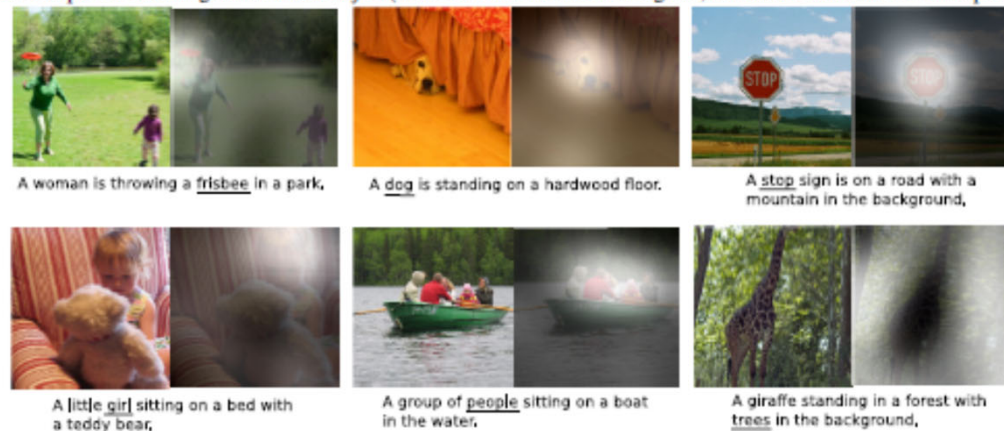 A woman is throwing a frisbee in a park.
A dog is standing on a hardwood floor.
STOP
STOP
A stop sign is on a road with a
mountain in the background.
A little girl sitting on a bed with
a teddy bear.
A group of people sitting on a boat
in the water.
A giraffe standing in a forest with
trees in the background.